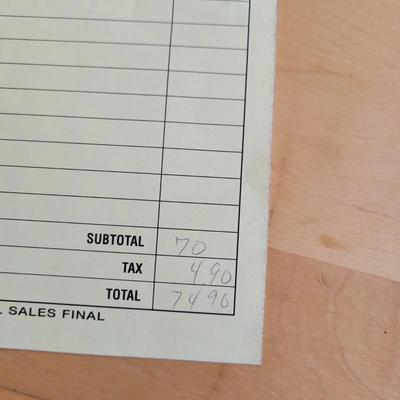 SUBTOTAL 70
TAX 4.90
TOTAL 74.90
SALES FINAL